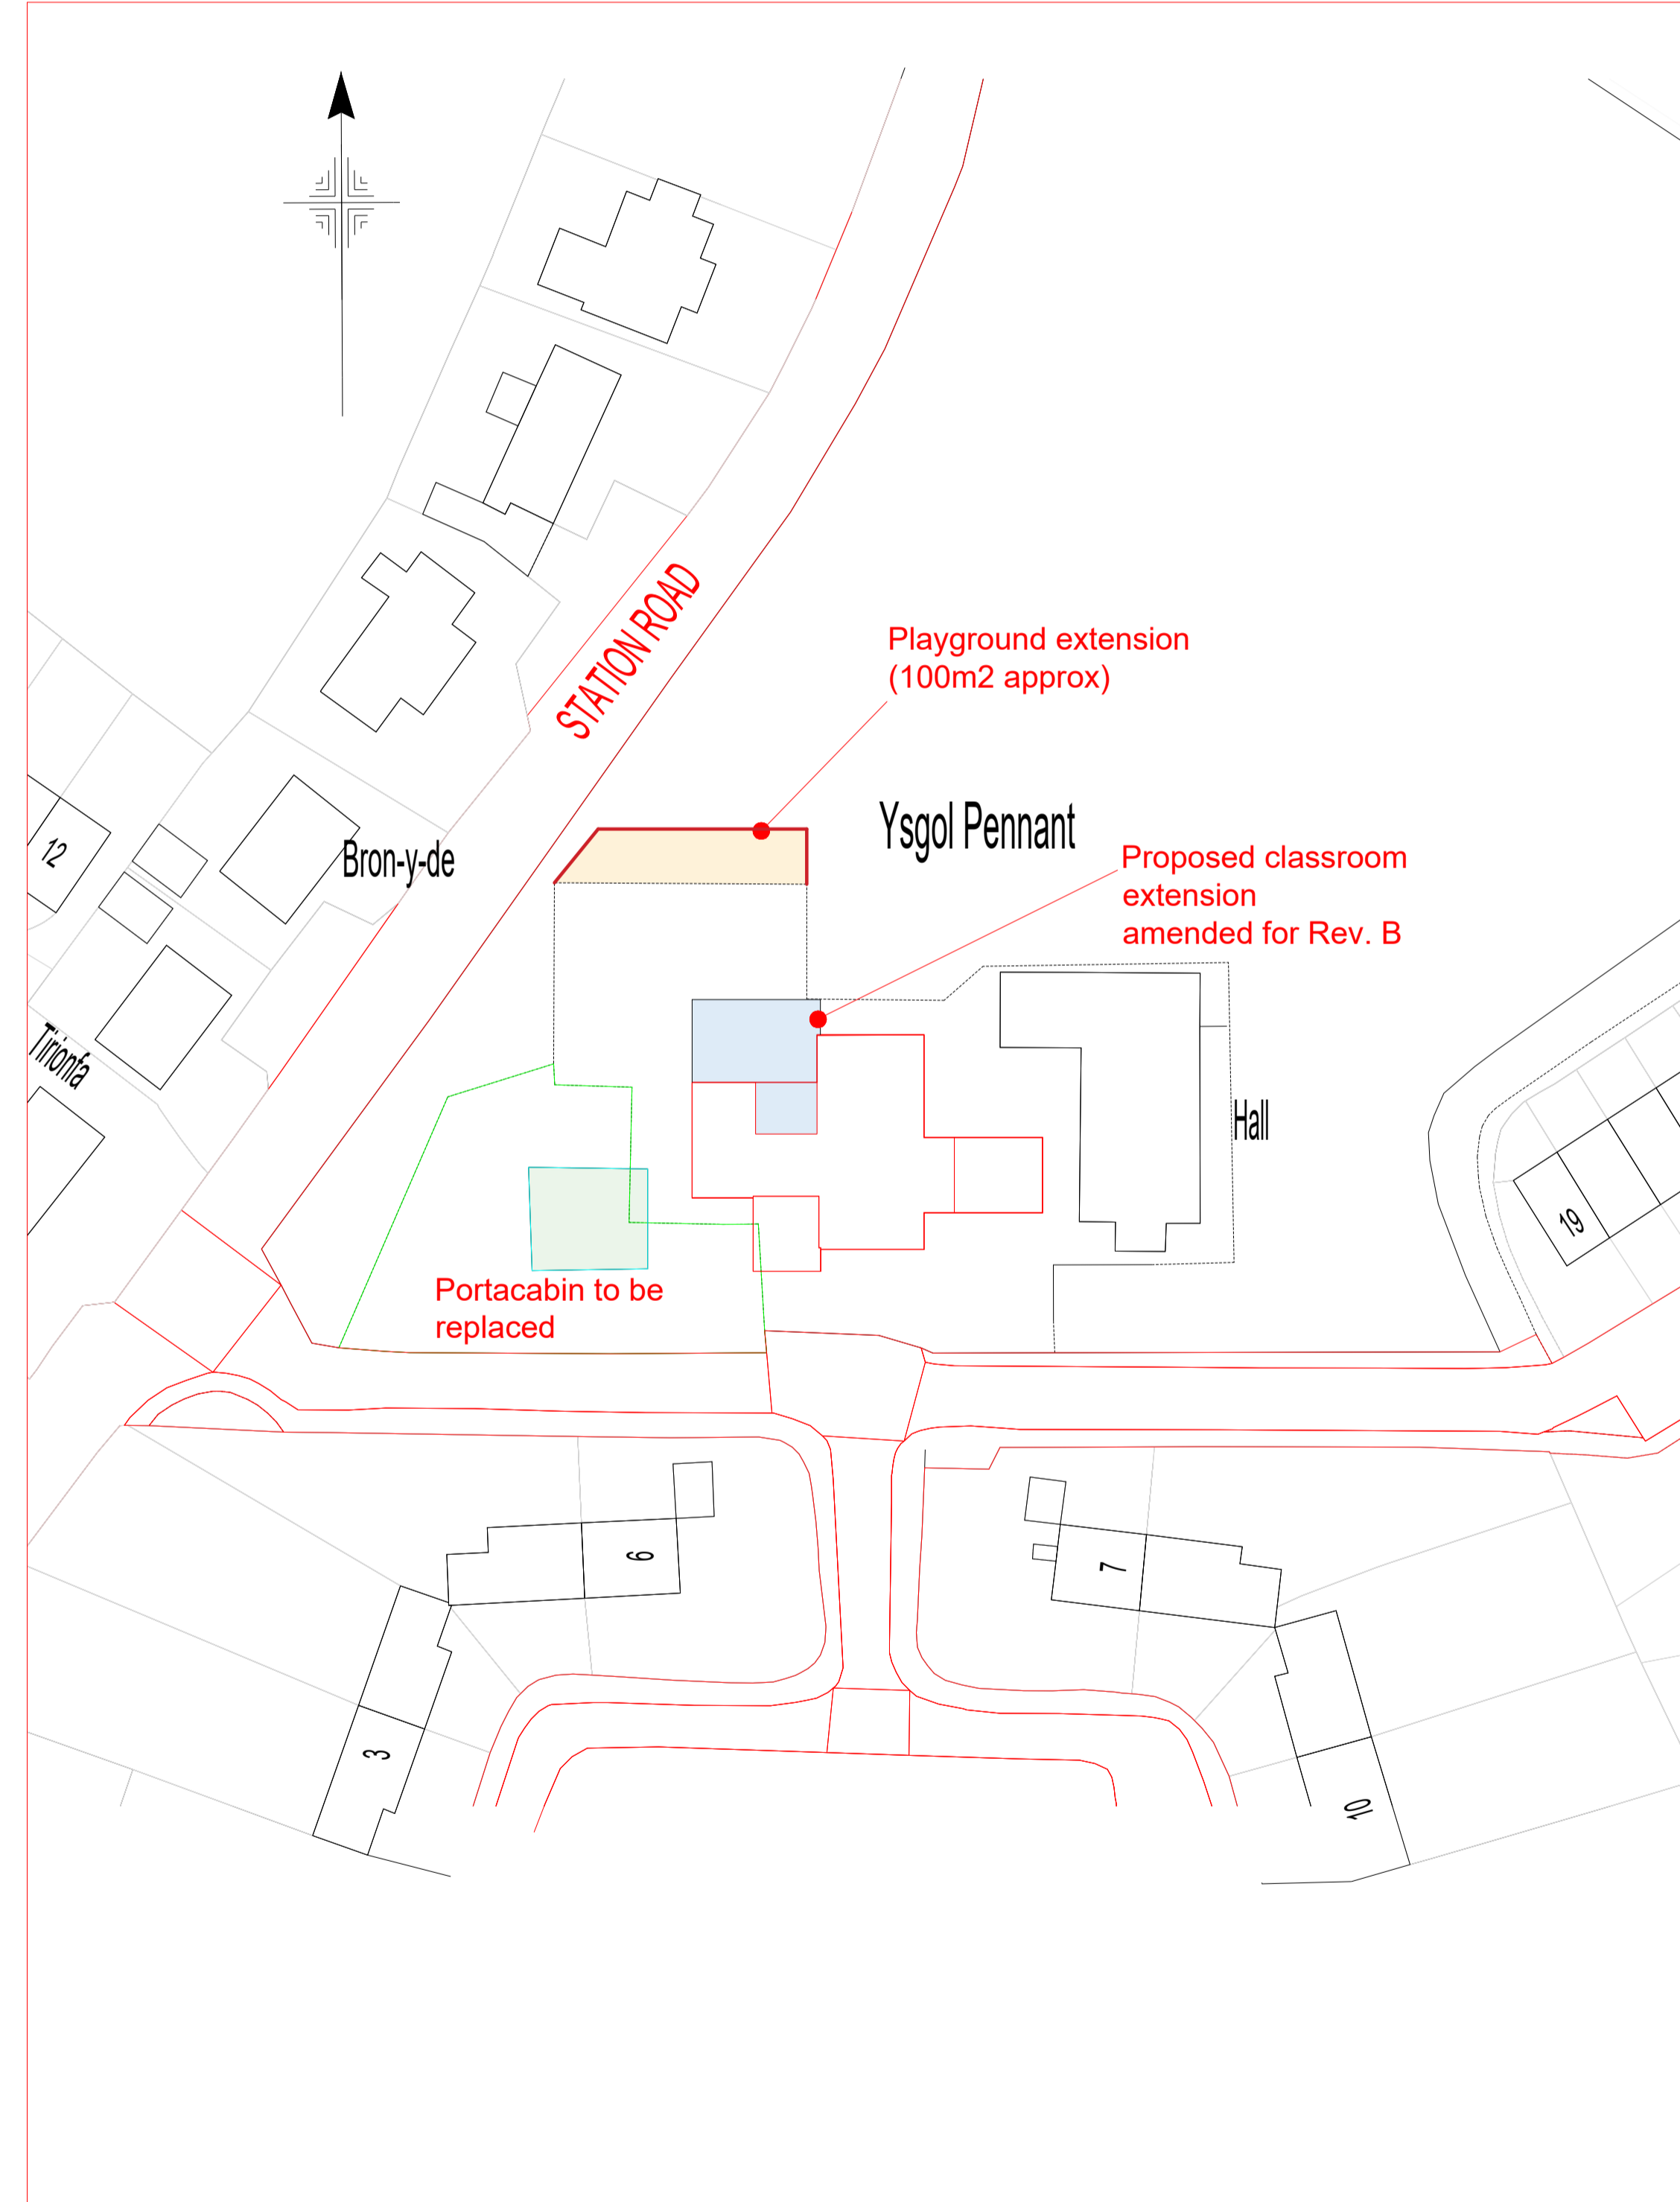 STATION ROAD
Playground extension
(100m2 approx)
Ysgol Pennant
Proposed classroom
extension
amended for Rev. B
12
Bron-y-de
Tirionfa
Hall
19
Portacabin to be
replaced
6
7
3
10